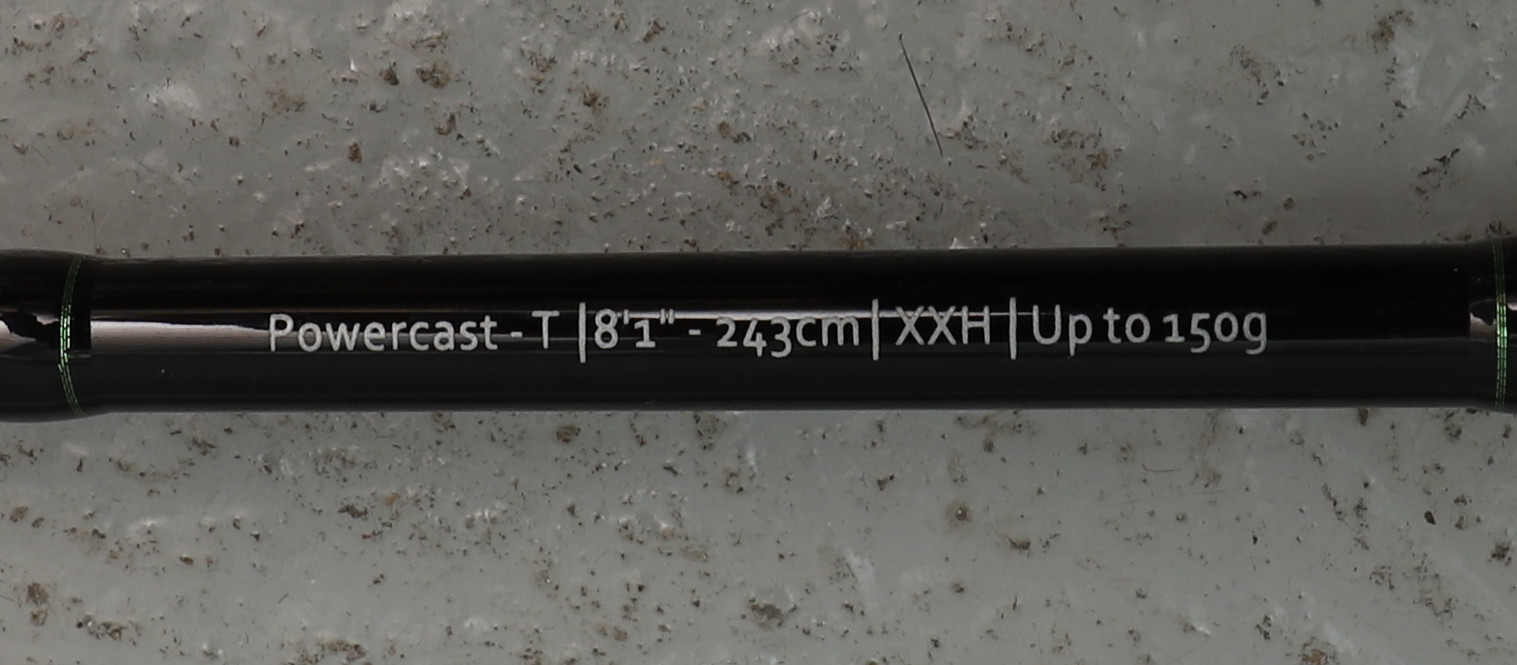 Powercast - T | 8'1" - 243cm | XXH | Up to 150g